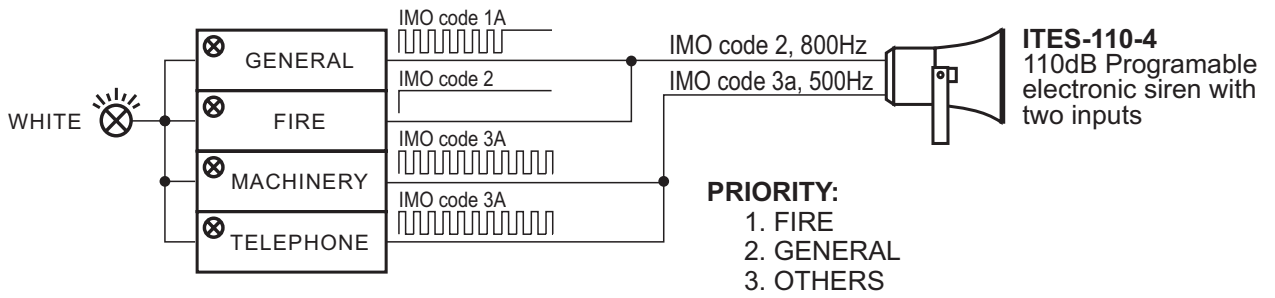 WHITE
GENERAL
FIRE
MACHINERY
TELEPHONE
IMO code 1A
IMO code 2
IMO code 3A
IMO code 3A
IMO code 2, 800Hz
IMO code 3a, 500Hz
ITES-110-4
110dB Programable
electronic siren with
two inputs
PRIORITY:
1. FIRE
2. GENERAL
3. OTHERS